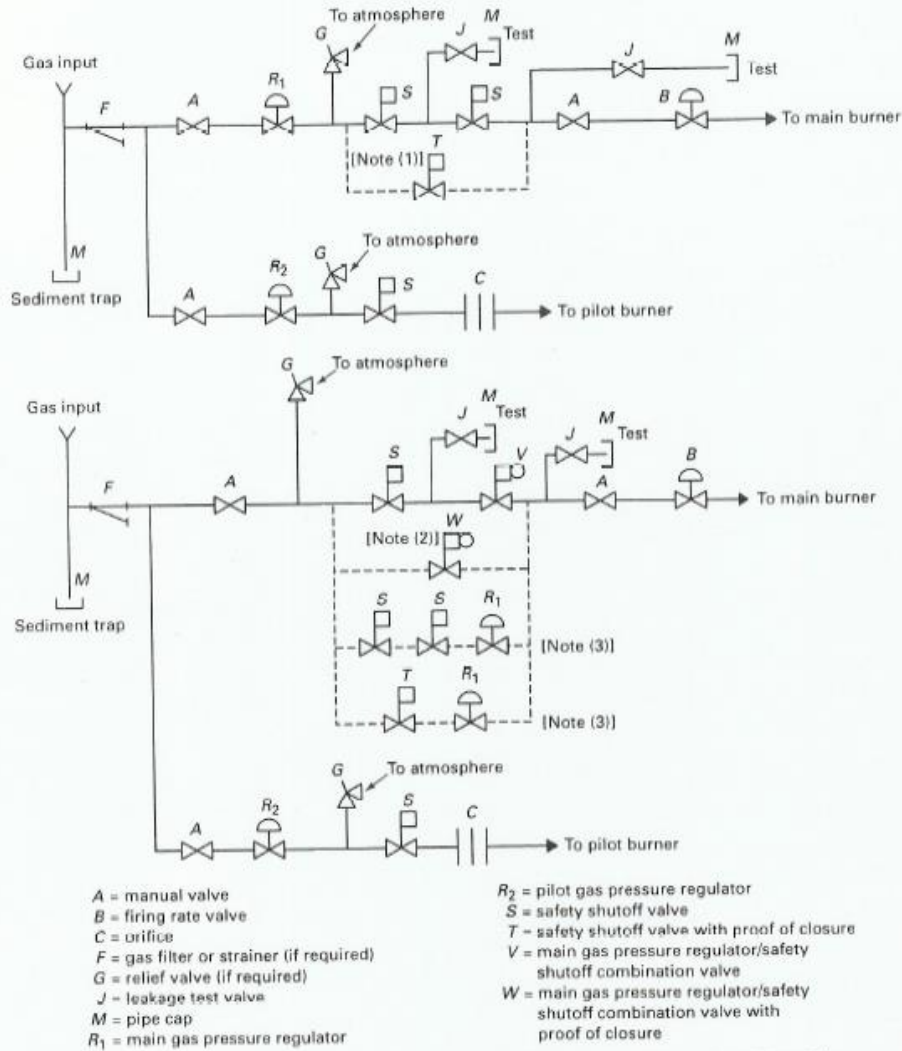 To atmosphere
G
J
M
Test
J
M
Test
Gas input
F
A
R1
S
S
A
B
To main burner
[Note (1)]
T
M
Sediment trap
To atmosphere
G
R2
A
S
C
To pilot burner
G
To atmosphere
Gas input
M
J
Test
M
J
Test
F
A
S
V
A
B
To main burner
[Note (2)]
W
M
Sediment trap
S
S
R1
[Note (3)]
T
R1
[Note (3)]
G
To atmosphere
A
R2
S
C
To pilot burner
A = manual valve
B = firing rate valve
C = orifice
F = gas filter or strainer (if required)
G = relief valve (if required)
J = leakage test valve
M = pipe cap
R1 = main gas pressure regulator
R2 = pilot gas pressure regulator
S = safety shutoff valve
T = safety shutoff valve with proof of closure
V = main gas pressure regulator/safety
shutoff combination valve
W = main gas pressure regulator/safety
shutoff combination valve with
proof of closure